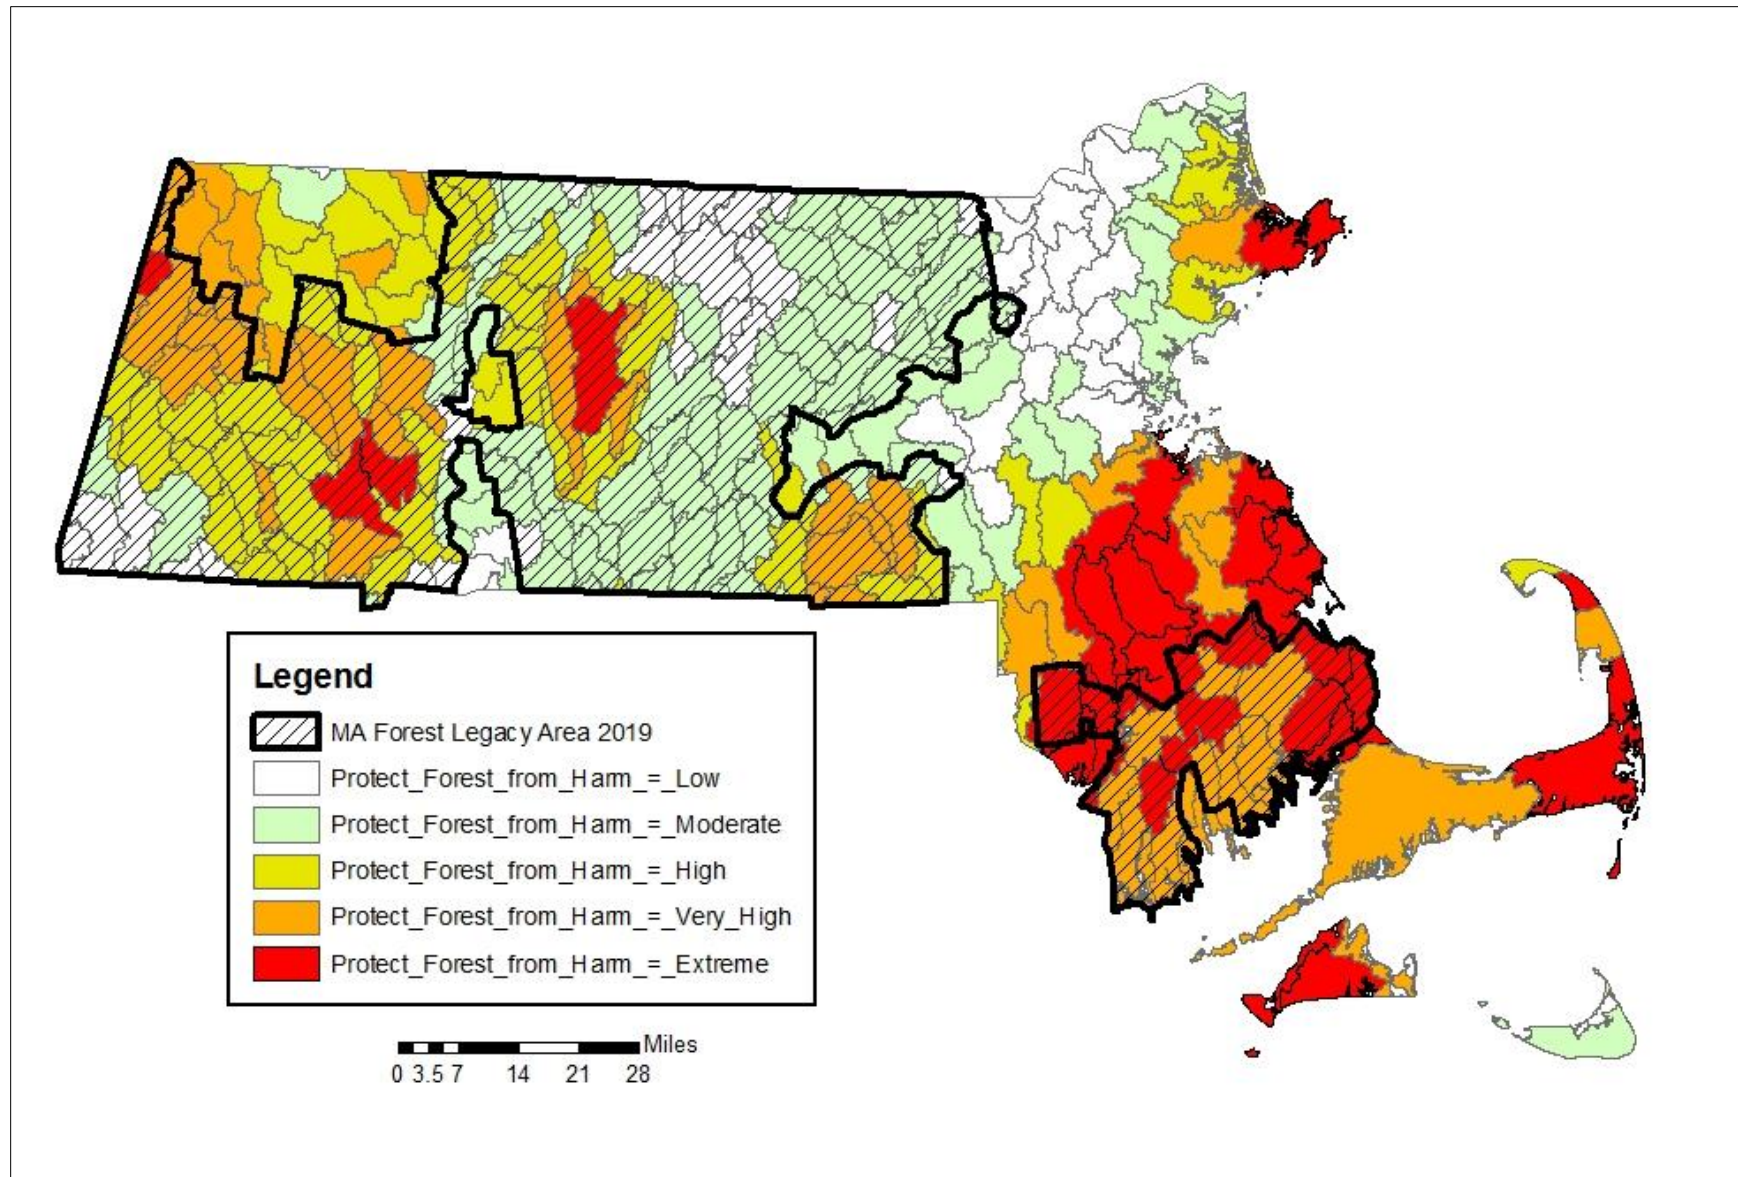 Legend
MA Forest Legacy Area 2019
Protect_Forest_from_Harm_=_Low
Protect_Forest_from_Harm_=_Moderate
Protect_Forest_from_Harm_=_High
Protect_Forest_from_Harm_=_Very_High
Protect_Forest_from_Harm_=_Extreme
Miles
0 3.5 7 14 21 28